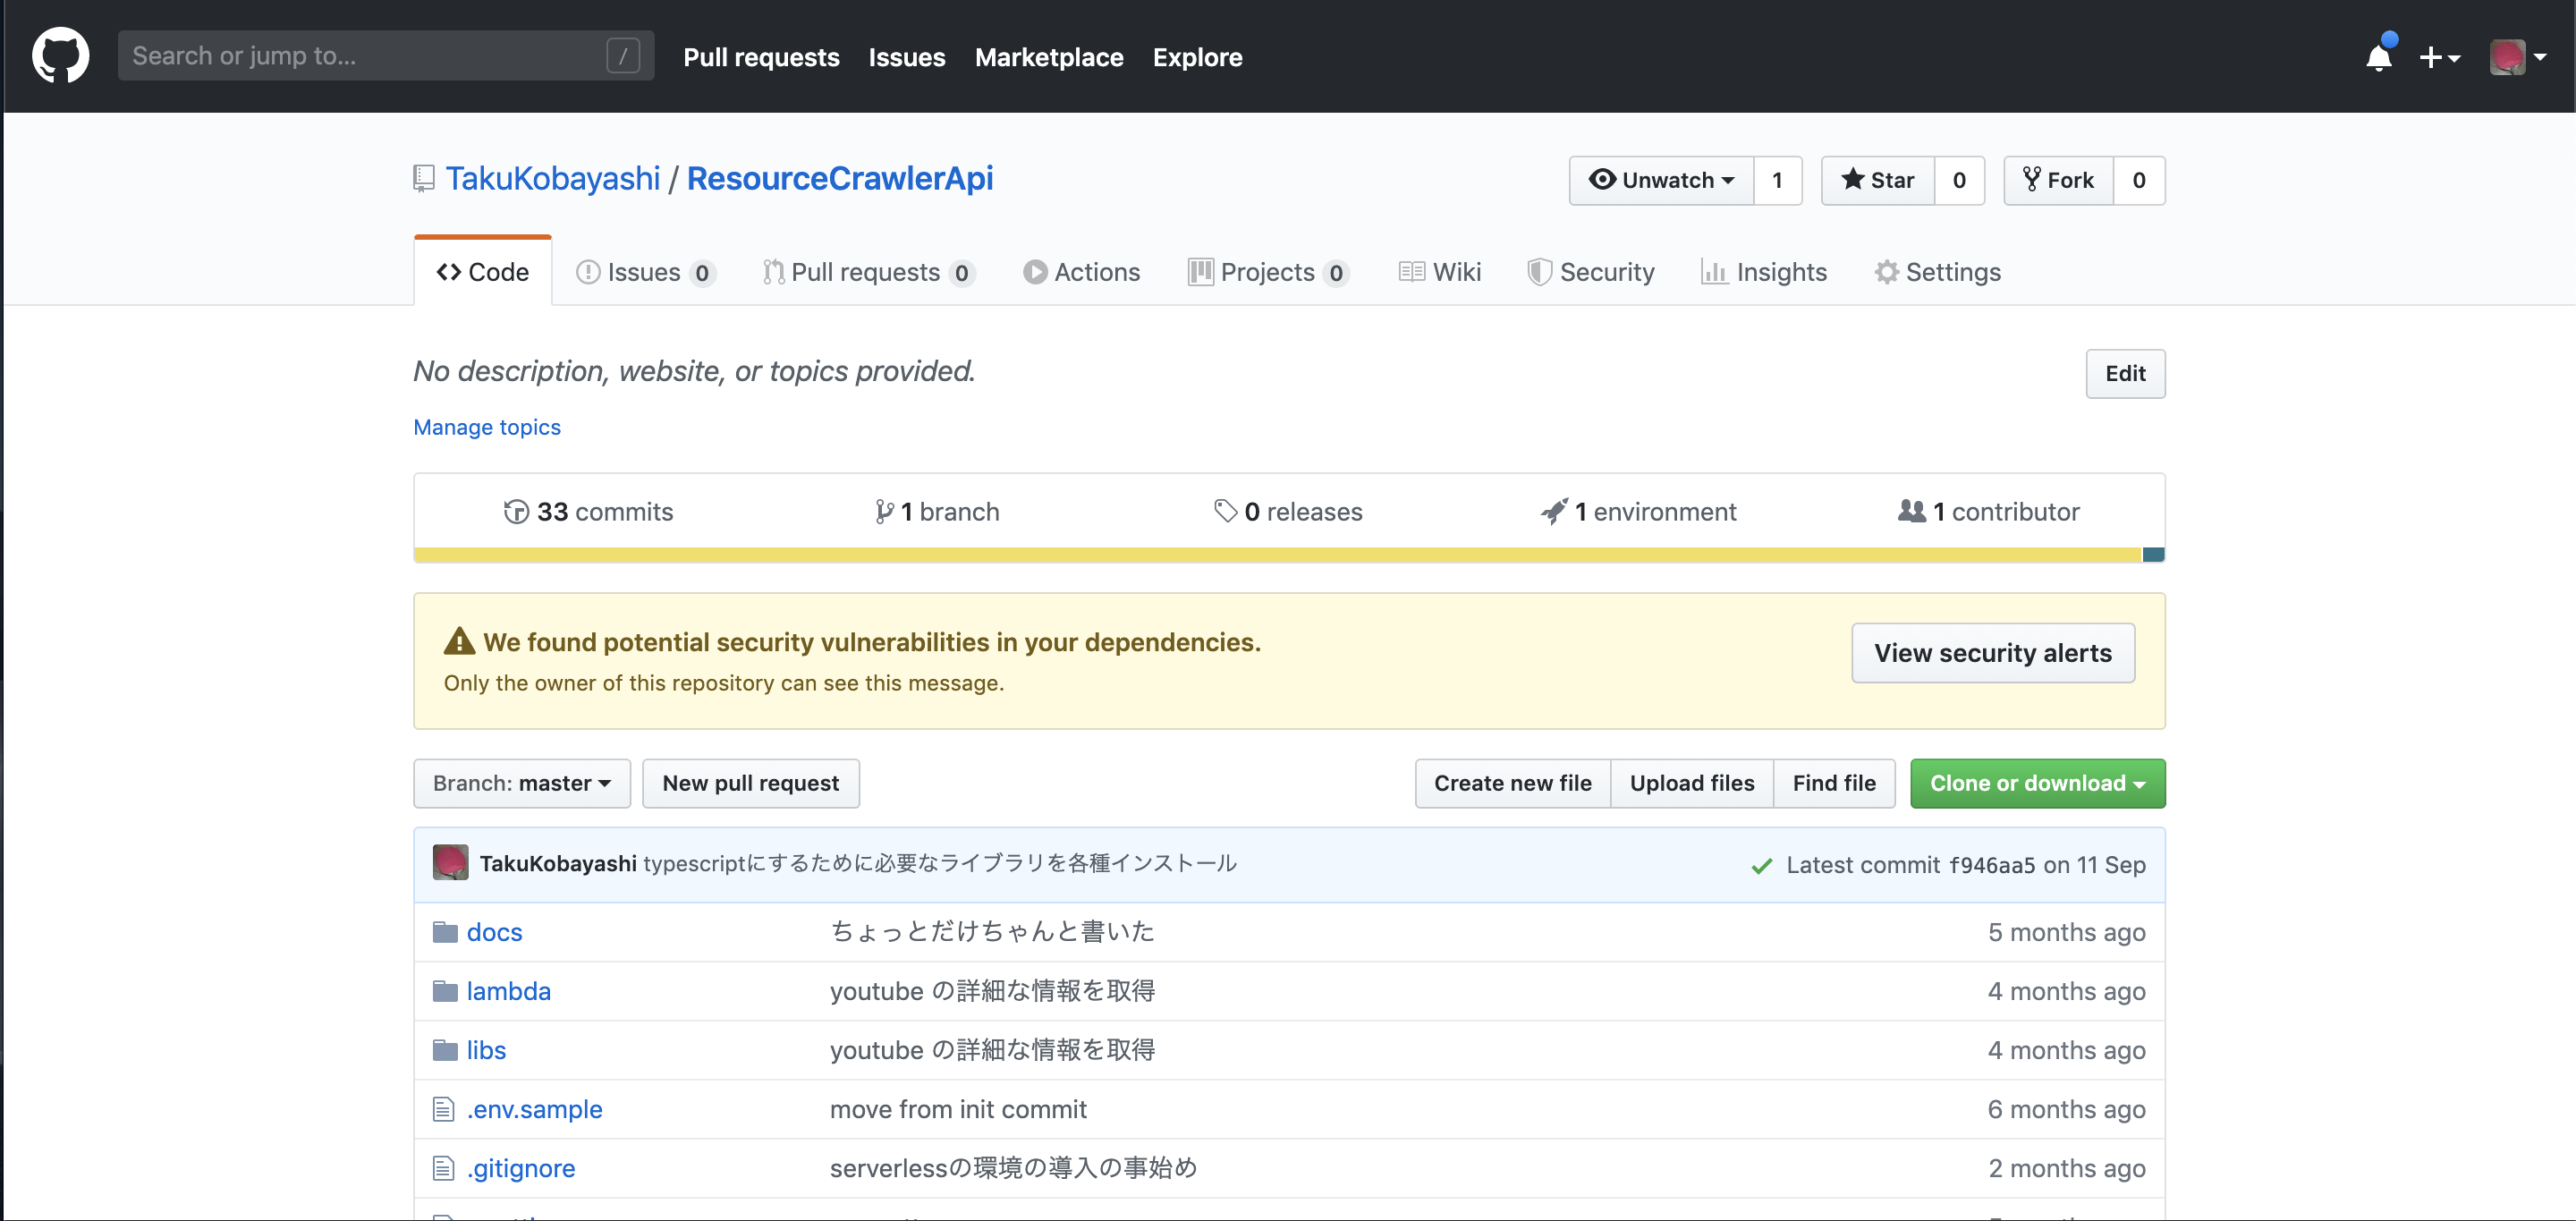 Search or jump to... /
Pull requests Issues Marketplace Explore
TakuKobayashi / ResourceCrawlerApi
Unwatch 1 Star 0 Fork 0
Code Issues 0 Pull requests 0 Actions Projects 0 Wiki Security Insights Settings
No description, website, or topics provided.
Edit
Manage topics
33 commits 1 branch 0 releases 1 environment 1 contributor
We found potential security vulnerabilities in your dependencies.
Only the owner of this repository can see this message.
View security alerts
Branch: master New pull request Create new file Upload files Find file Clone or download
TakuKobayashi typescriptにするために必要なライブラリを各種インストール Latest commit f946aa5 on 11 Sep
docs ちょっとだけちゃんと書いた 5 months ago
lambda youtube の詳細な情報を取得 4 months ago
libs youtube の詳細な情報を取得 4 months ago
.env.sample move from init commit 6 months ago
.gitignore serverlessの環境の導入の事始め 2 months ago